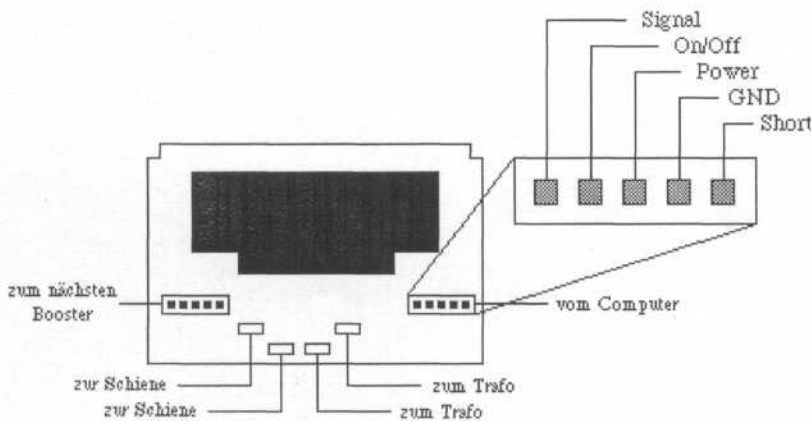 Signal
On/Off
Power
GND
Short
zum nächsten
Booster
vom Computer
zur Schiene
zum Trafo
zur Schiene
zum Trafo